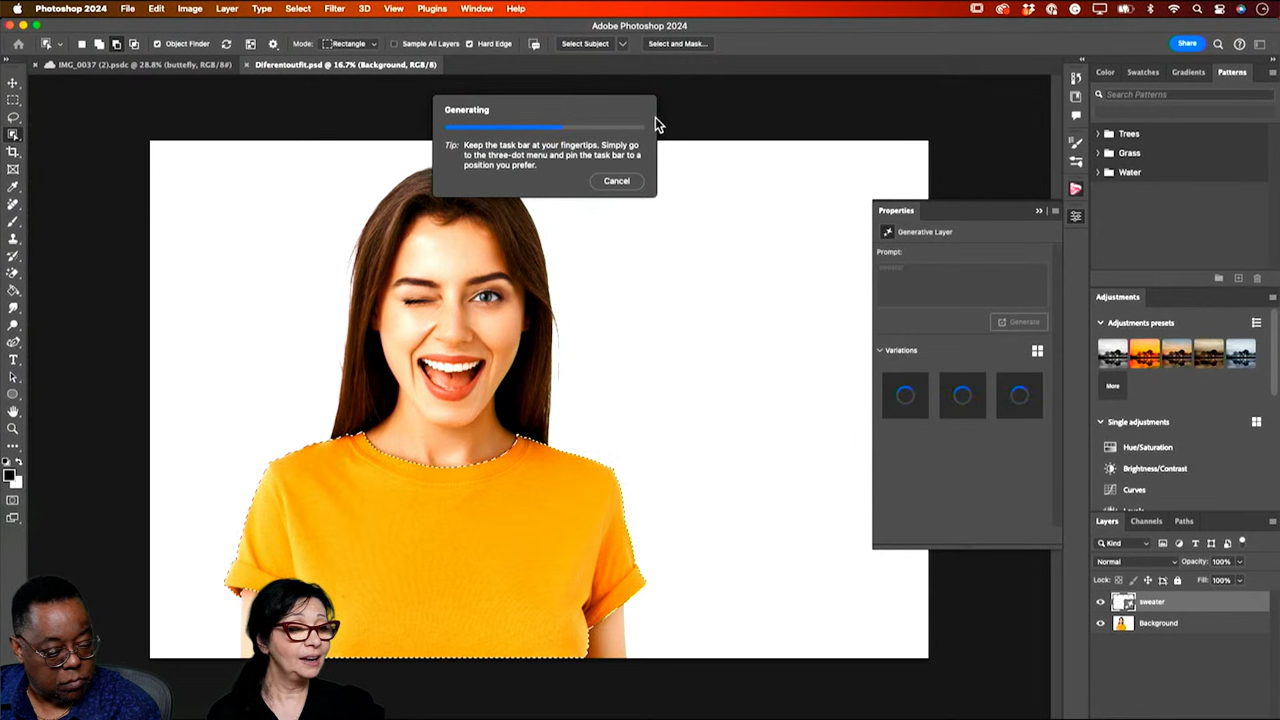 Photoshop 2024 File Edit Image Layer Type Select Filter 3D View Plugins Window Help
Adobe Photoshop 2024
Object Finder Mode: Rectangle Sample All Layers Hard Edge Select Subject Select and Mask... Share
× IMG_0037 (2).psdc @ 28.8% (buttefly, RGB/8#) × Diferentoutfit.psd @ 16.7% (Background, RGB/8)
Color Swatches Gradients Patterns
Search Patterns
Trees
Grass
Water
Generating
Tip: Keep the task bar at your fingertips. Simply go
to the three-dot menu and pin the task bar to a
position you prefer.
Cancel
Properties
Generative Layer
Prompt:
sweater
Generate
Variations
Adjustments
Adjustments presets
More
Single adjustments
Hue/Saturation
Brightness/Contrast
Curves
Layers Channels Paths
Kind
Normal Opacity: 100%
Lock: Fill: 100%
sweater
Background